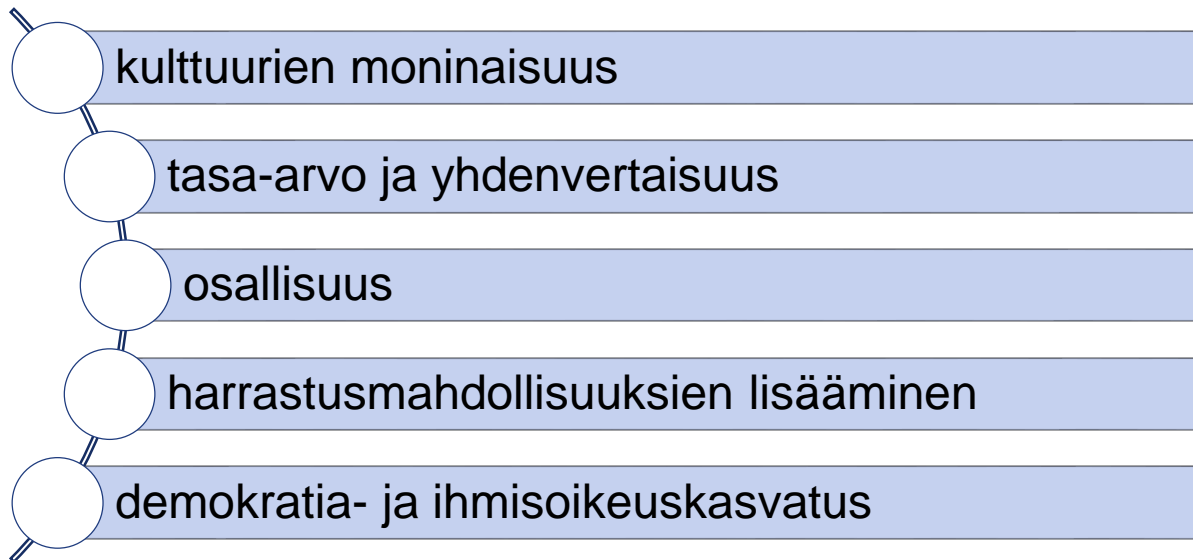 kulttuurien moninaisuus
tasa-arvo ja yhdenvertaisuus
osallisuus
harrastusmahdollisuuksien lisääminen
demokratia- ja ihmisoikeuskasvatus